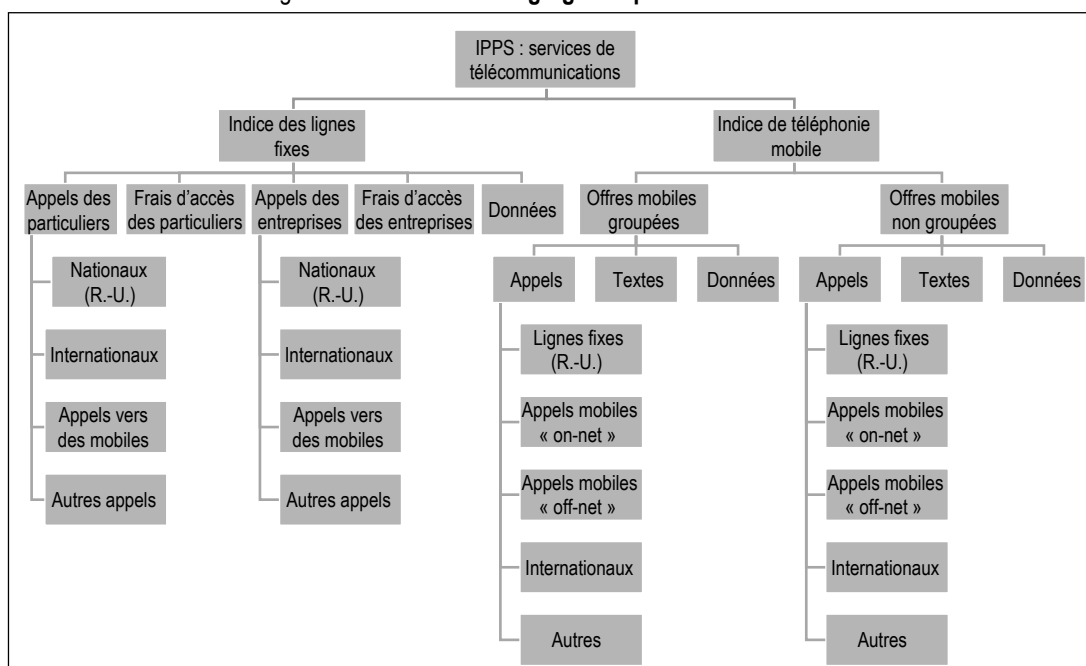 IPPS : services de
télécommunications
Indice des lignes
fixes
Indice de téléphonie
mobile
Appels des
particuliers
Frais d’accès
des particuliers
Appels des
entreprises
Frais d’accès
des entreprises
Données
Offres mobiles
groupées
Offres mobiles
non groupées
Nationaux
(R.-U.)
Internationaux
Appels vers
des mobiles
Autres appels
Nationaux
(R.-U.)
Internationaux
Appels vers
des mobiles
Autres appels
Appels
Textes
Données
Lignes fixes
(R.-U.)
Appels mobiles
« on-net »
Appels mobiles
« off-net »
Internationaux
Autres
Appels
Textes
Données
Lignes fixes
(R.-U.)
Appels mobiles
« on-net »
Appels mobiles
« off-net »
Internationaux
Autres